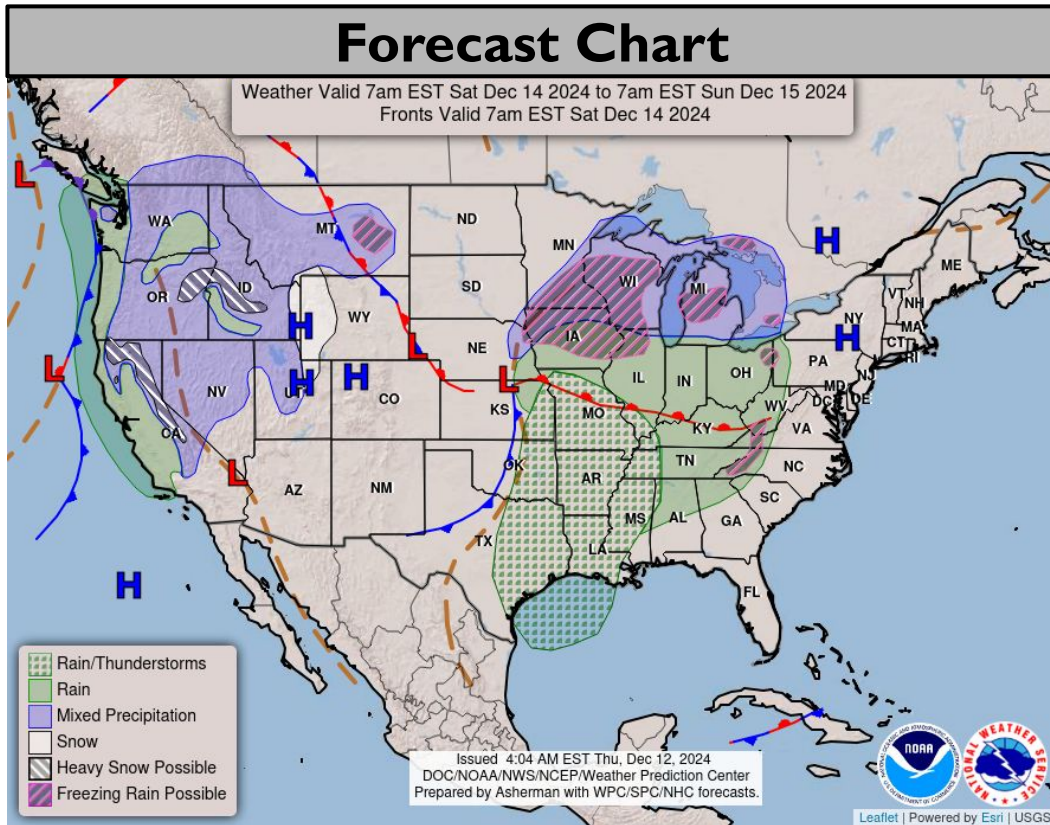 Forecast Chart
Weather Valid 7am EST Sat Dec 14 2024 to 7am EST Sun Dec 15 2024
Fronts Valid 7am EST Sat Dec 14 2024
L
WA
MT
ND
MN
H
ME
OR
ID
SD
WI
MI
VT
NH
NY
H
MA
CT
RI
H
WY
L
NE
IA
L
PA
NJ
L
NV
UT
H
H
CO
KS
IL
IN
OH
MD
DE
DC
WV
VA
MO
KY
CA
L
AZ
NM
OK
AR
TN
NC
SC
TX
LA
MS
AL
GA
FL
H
Rain/Thunderstorms
Rain
Mixed Precipitation
Snow
Heavy Snow Possible
Freezing Rain Possible
Issued 4:04 AM EST Thu, Dec 12, 2024
DOC/NOAA/NWS/NCEP/Weather Prediction Center
Prepared by Asherman with WPC/SPC/NHC forecasts.
NOAA
NATIONAL WEATHER SERVICE
Leaflet | Powered by Esri | USGS